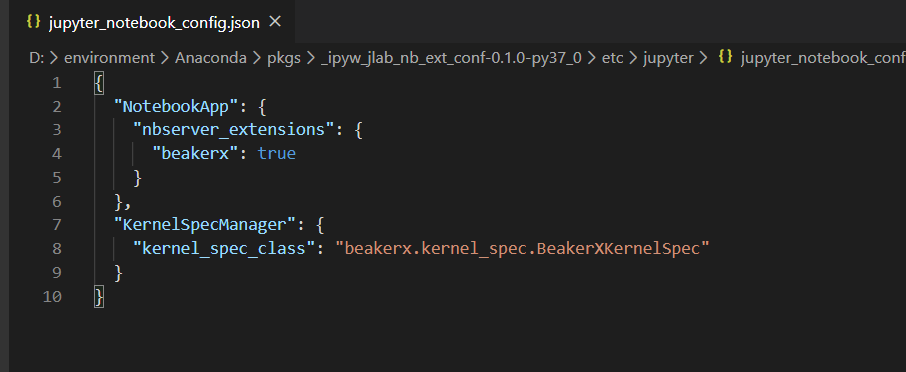 {} jupyter_notebook_config.json ×
D: > environment > Anaconda > pkgs > _ipyw_jlab_nb_ext_conf-0.1.0-py37_0 > etc > jupyter > {} jupyter_notebook_conf
1 {
2 "NotebookApp": {
3 "nbserver_extensions": {
4 "beakerx": true
5 }
6 },
7 "KernelSpecManager": {
8 "kernel_spec_class": "beakerx.kernel_spec.BeakerXKernelSpec"
9 }
10 }